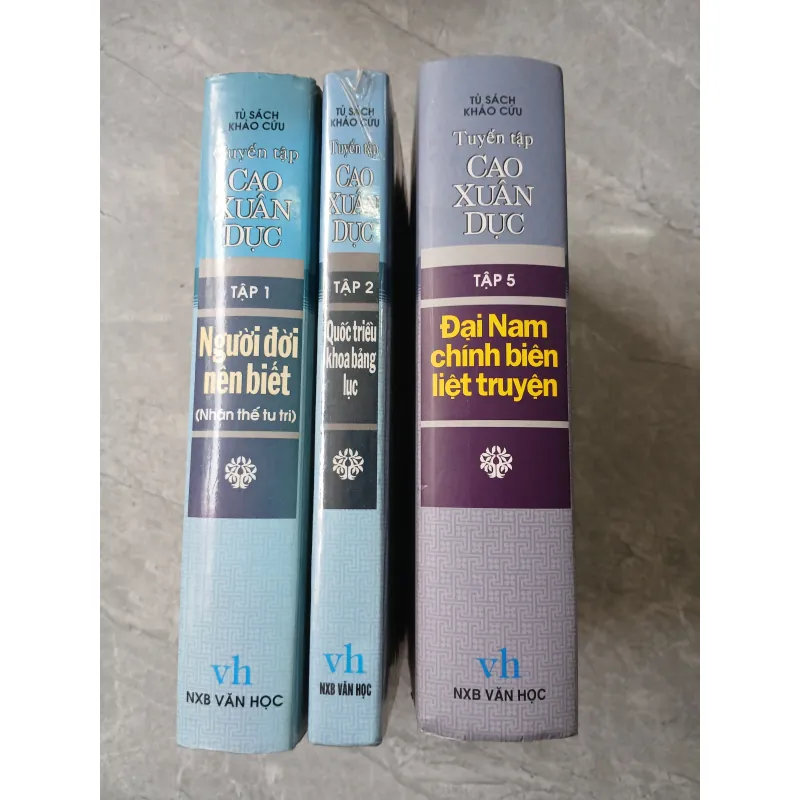 TỦ SÁCH
KHẢO CỨU
Tuyển tập
CAO
XUÂN
DỤC
TẬP 1
Người đời
nên biết
(Nhân thế tu tri)
vh
NXB VĂN HỌC
TỦ SÁCH
KHẢO CỨU
Tuyển tập
CAO
XUÂN
DỤC
TẬP 2
Quốc triều
khoa bảng
lục
vh
NXB VĂN HỌC
TỦ SÁCH
KHẢO CỨU
Tuyển tập
CAO
XUÂN
DỤC
TẬP 5
Đại Nam
chính biên
liệt truyện
vh
NXB VĂN HỌC